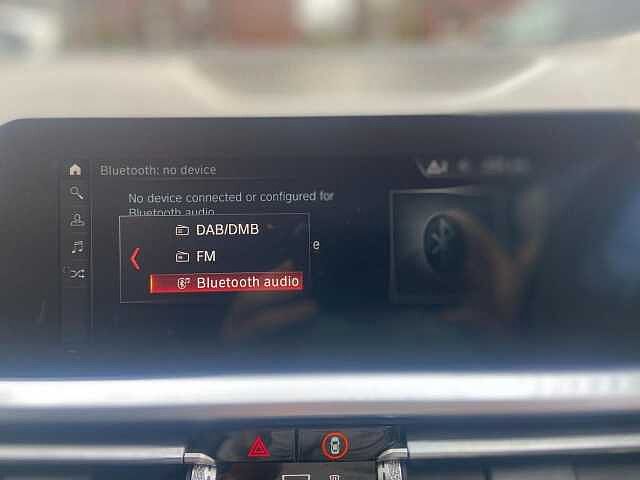 Bluetooth: no device
No device connected or configured for
Bluetooth audio
DAB/DMB
FM
Bluetooth audio